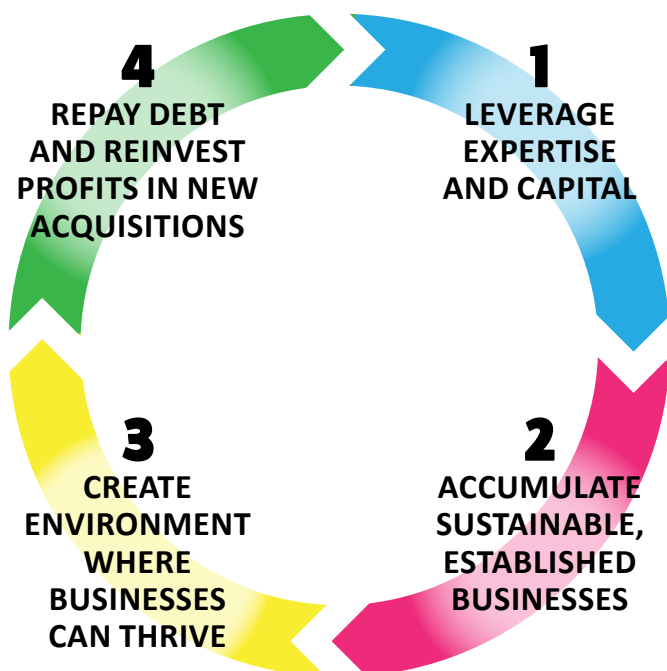 1
LEVERAGE
EXPERTISE
AND CAPITAL
2
ACCUMULATE
SUSTAINABLE,
ESTABLISHED
BUSINESSES
3
CREATE
ENVIRONMENT
WHERE
BUSINESSES
CAN THRIVE
4
REPAY DEBT
AND REINVEST
PROFITS IN NEW
ACQUISITIONS